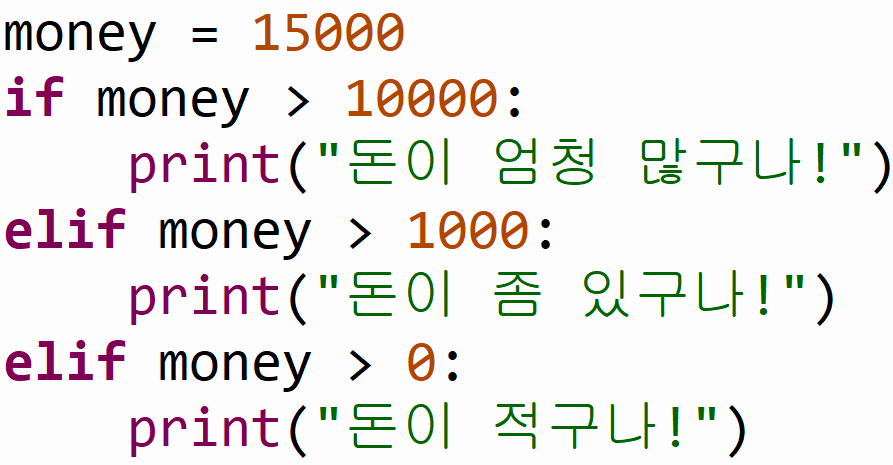 money = 15000
if money > 10000:
    print("돈이 엄청 많구나!")
elif money > 1000:
    print("돈이 좀 있구나!")
elif money > 0:
    print("돈이 적구나!")